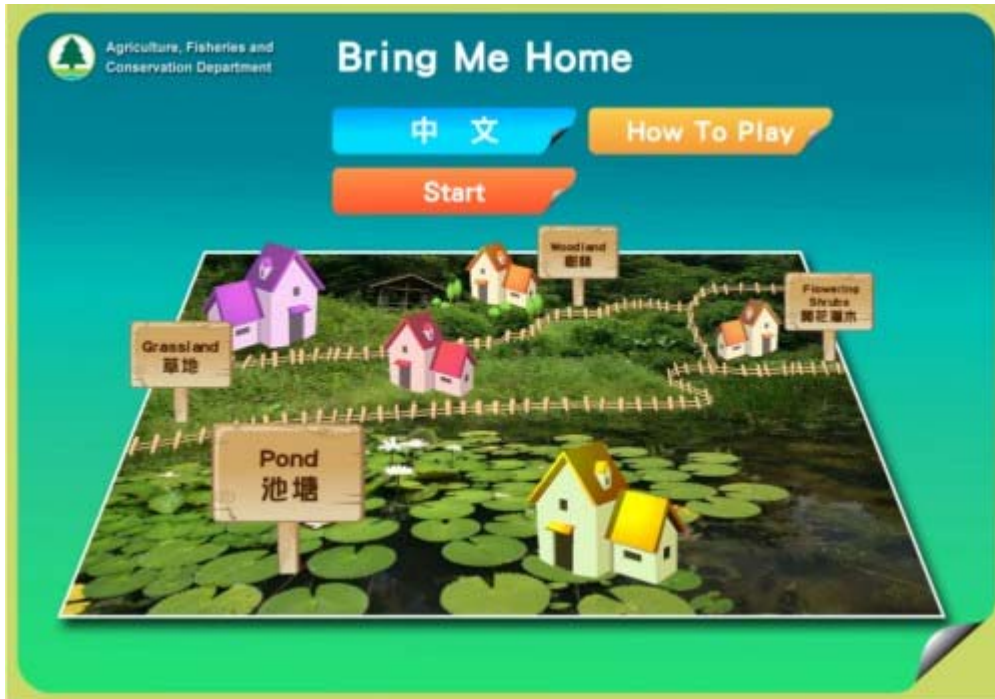 Agriculture, Fisheries and
Conservation Department
Bring Me Home
中 文
How To Play
Start
Woodland
樹林
Flowering
Shrubs
開花灌木
Grassland
草地
Pond
池塘